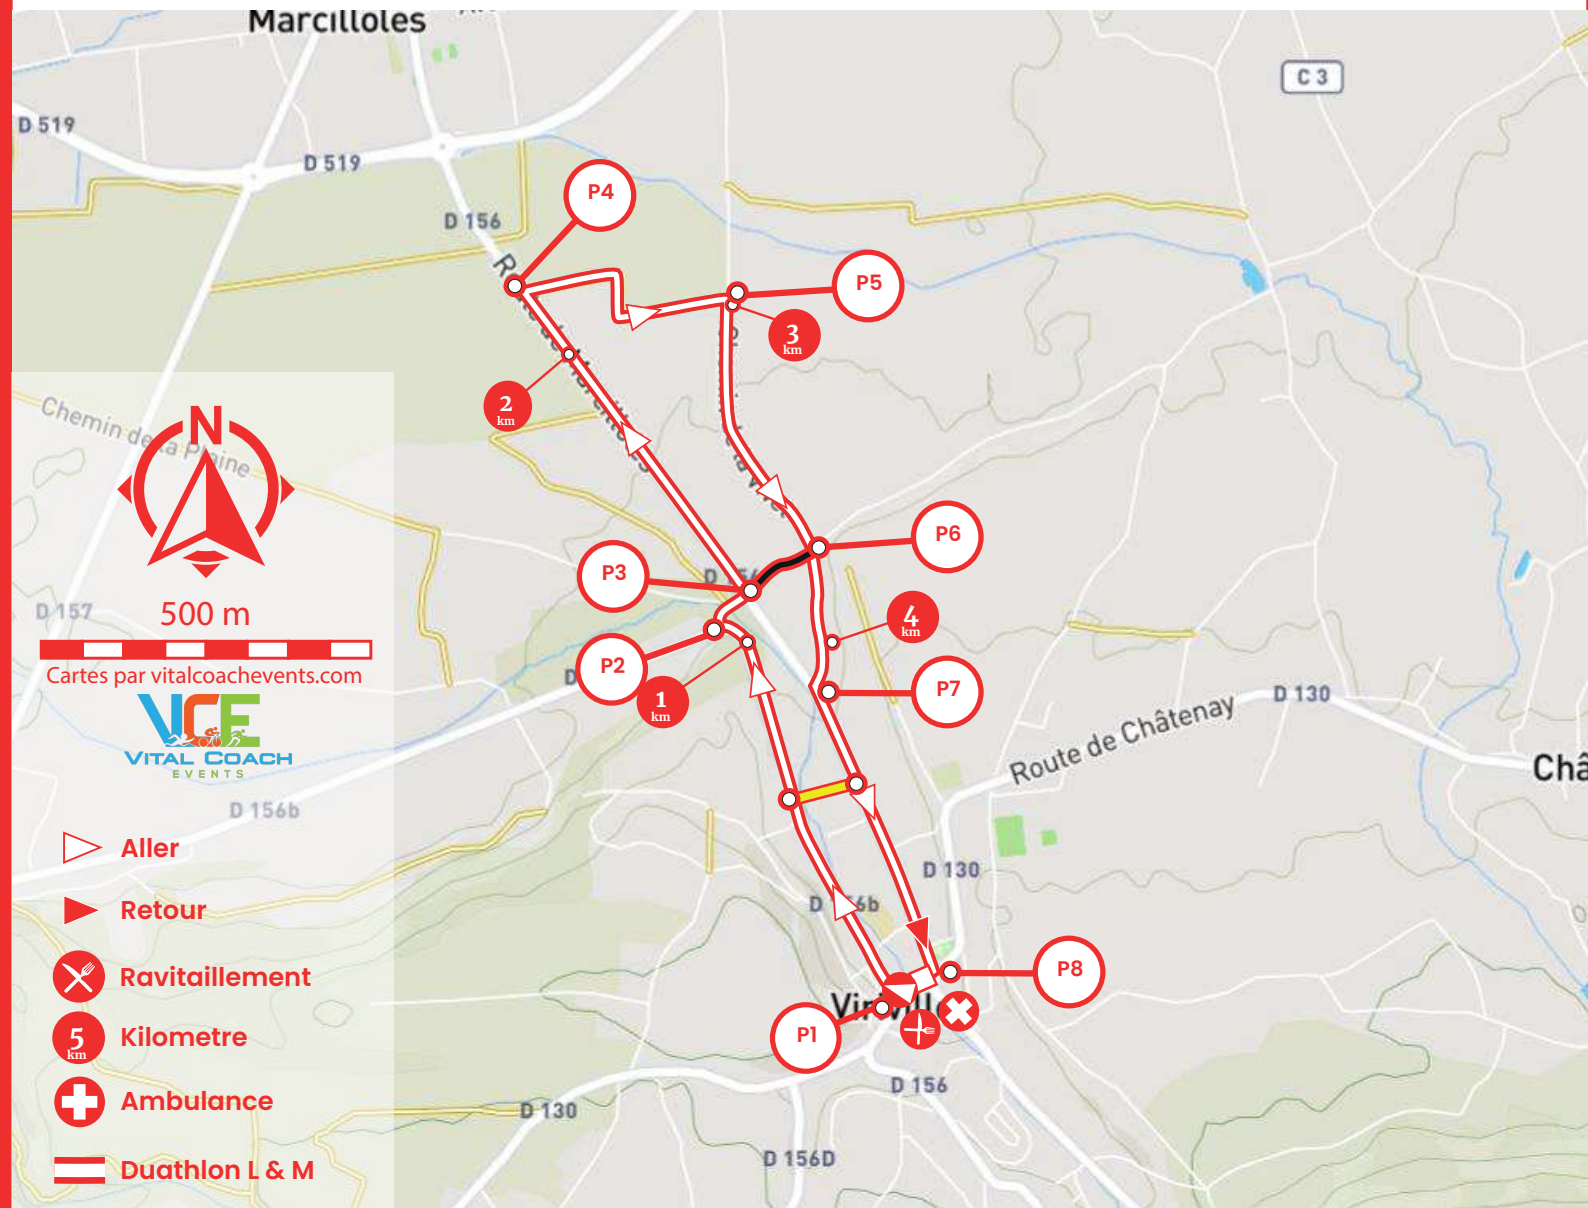 Marcilloles
C 3
D 519
D 519
P4
D 156
P5
3
km
2
km
Chemin de la Plaine
N
P6
P3
500 m
D 157
4
km
Cartes par vitalcoachevents.com
P2
P7
1
km
D 130
Route de Châtenay
VCE
VITAL COACH
EVENTS
D 156b
Aller
D 130
Retour
P8
Ravitaillement
P1
5
km
Kilometre
D 156
Ambulance
D 130
D 156D
Duathlon L & M